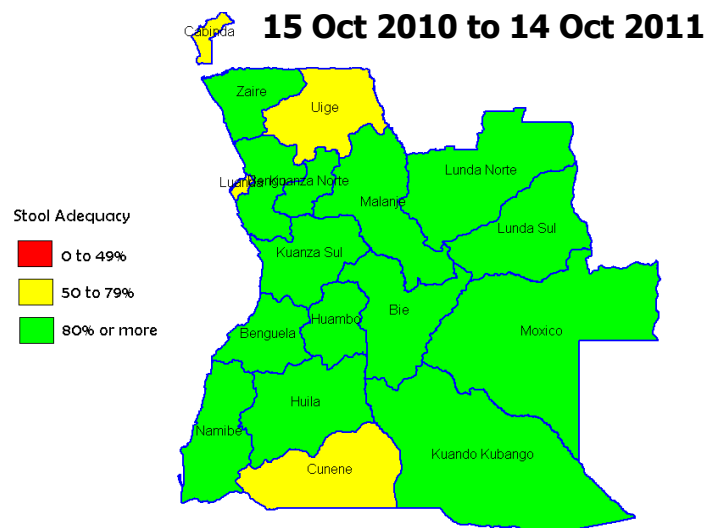 15 Oct 2010 to 14 Oct 2011
Cabinda
Zaire
Uige
Luanda
Bengo
Kuanza Norte
Malanje
Lunda Norte
Lunda Sul
Stool Adequacy
0 to 49%
50 to 79%
80% or more
Kuanza Sul
Benguela
Huambo
Bie
Moxico
Huila
Namibe
Cunene
Kuando Kubango